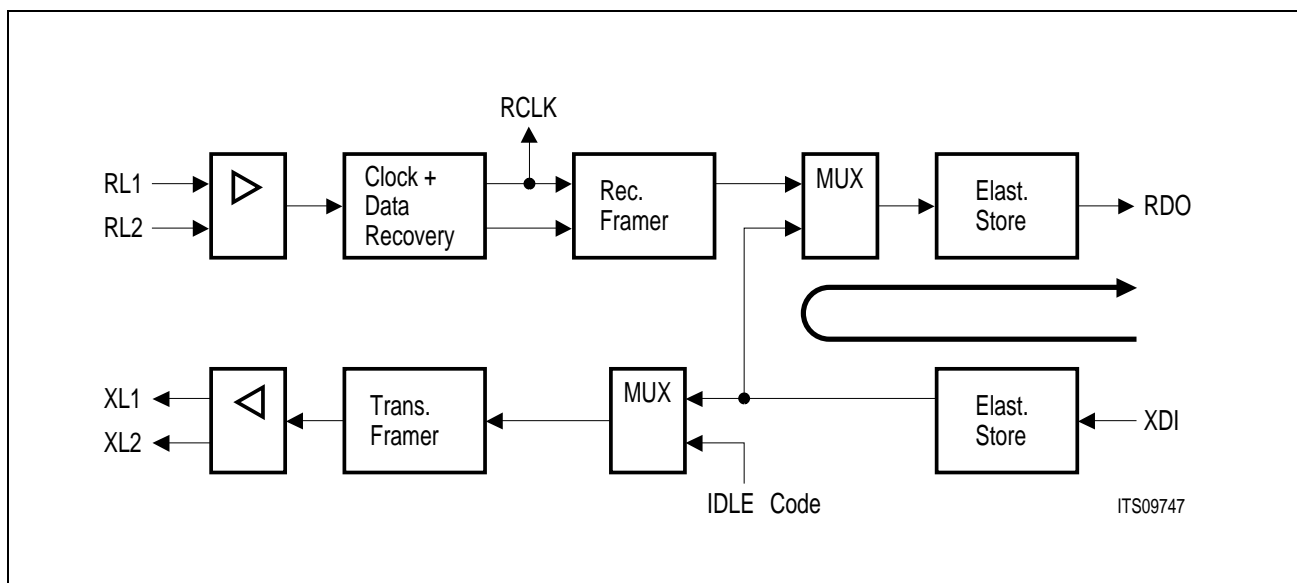 RCLK
RL1
RL2
Clock +
Data
Recovery
Rec.
Framer
MUX
Elast.
Store
RDO
XL1
XL2
Trans.
Framer
MUX
Elast.
Store
XDI
IDLE Code
ITS09747